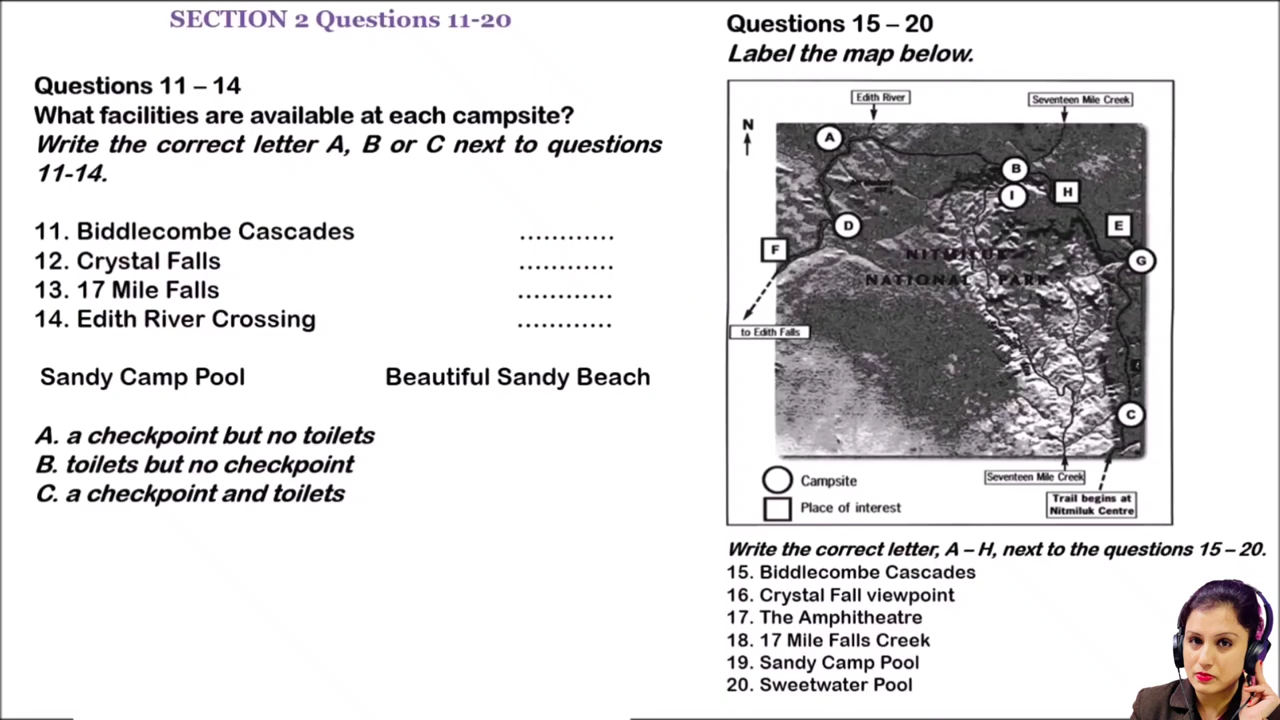 SECTION 2 Questions 11-20
Questions 11 – 14
What facilities are available at each campsite?
Write the correct letter A, B or C next to questions
11-14.
11. Biddlecombe Cascades ............
12. Crystal Falls ............
13. 17 Mile Falls ............
14. Edith River Crossing ............
Sandy Camp Pool Beautiful Sandy Beach
A. a checkpoint but no toilets
B. toilets but no checkpoint
C. a checkpoint and toilets
Questions 15 – 20
Label the map below.
Edith River
Seventeen Mile Creek
N
A
B
I
H
D
E
F
G
NITMILUK
NATIONAL PARK
to Edith Falls
C
Seventeen Mile Creek
Campsite
Place of interest
Trail begins at
Nitmiluk Centre
Write the correct letter, A – H, next to the questions 15 – 20.
15. Biddlecombe Cascades
16. Crystal Fall viewpoint
17. The Amphitheatre
18. 17 Mile Falls Creek
19. Sandy Camp Pool
20. Sweetwater Pool